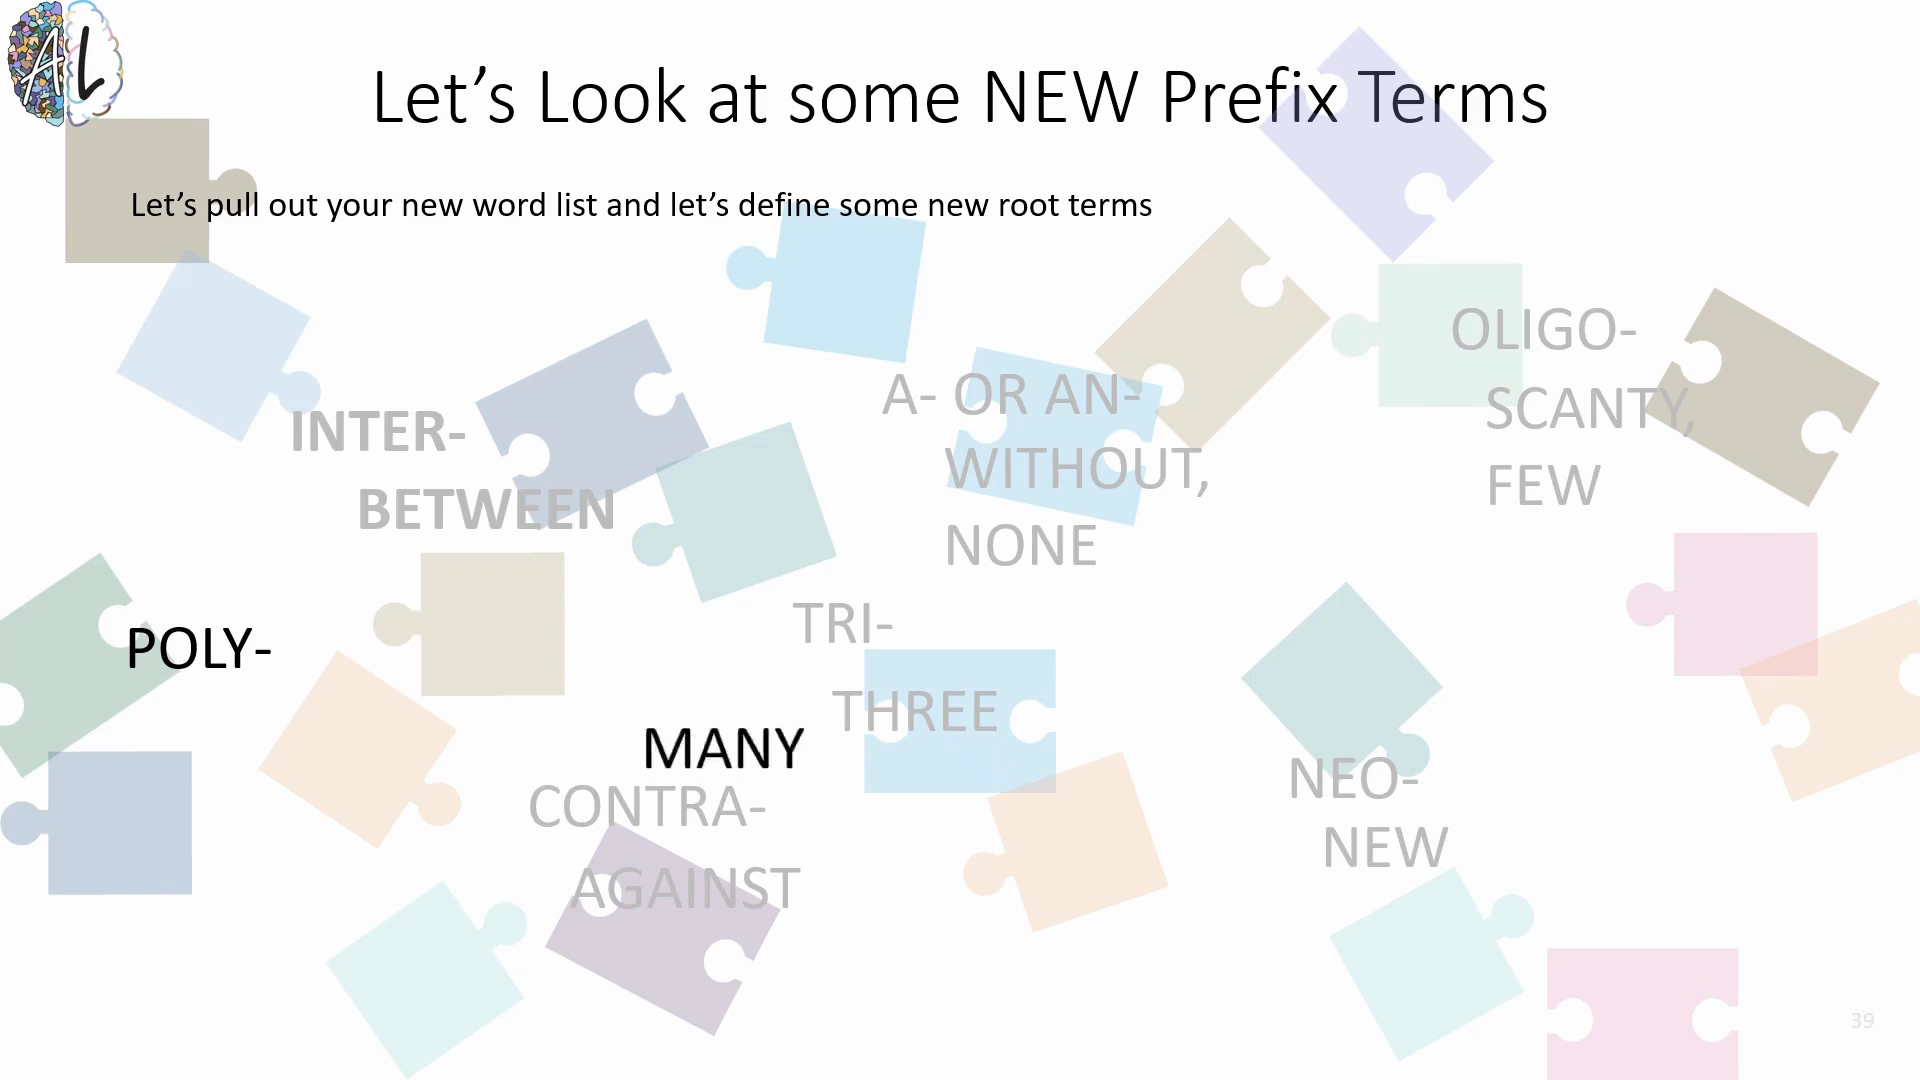 AL
Let's Look at some NEW Prefix Terms
Let's pull out your new word list and let's define some new root terms
INTER-
BETWEEN
A- OR AN-
WITHOUT,
NONE
OLIGO-
SCANTY,
FEW
POLY-
MANY
TRI-
THREE
CONTRA-
AGAINST
NEO-
NEW
39